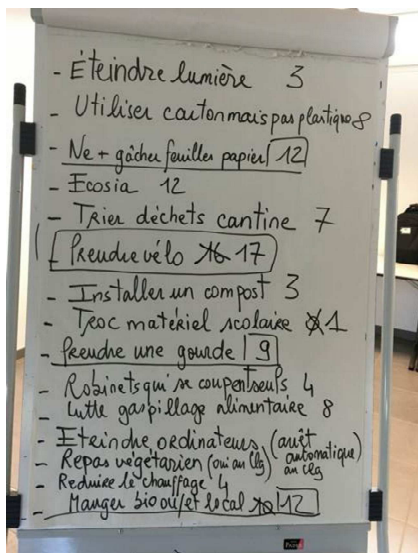 - Éteindre lumière 3
- Utiliser carton mais pas plastique 8
- Ne + gâcher feuilles papier 12
- Ecosia 12
- Trier déchets cantine 7
- Prendre vélo 17
- Installer un compost 3
- Troc matériel scolaire 1
- Prendre une gourde 9
- Robinets qui se coupent seuls 4
- Lutte gaspillage alimentaire 8
- Eteindre ordinateurs (arrêt automatique au clg)
- Repas végétarien (oui au clg)
- Reduire le chauffage 4
- Manger bio ou/et local 12